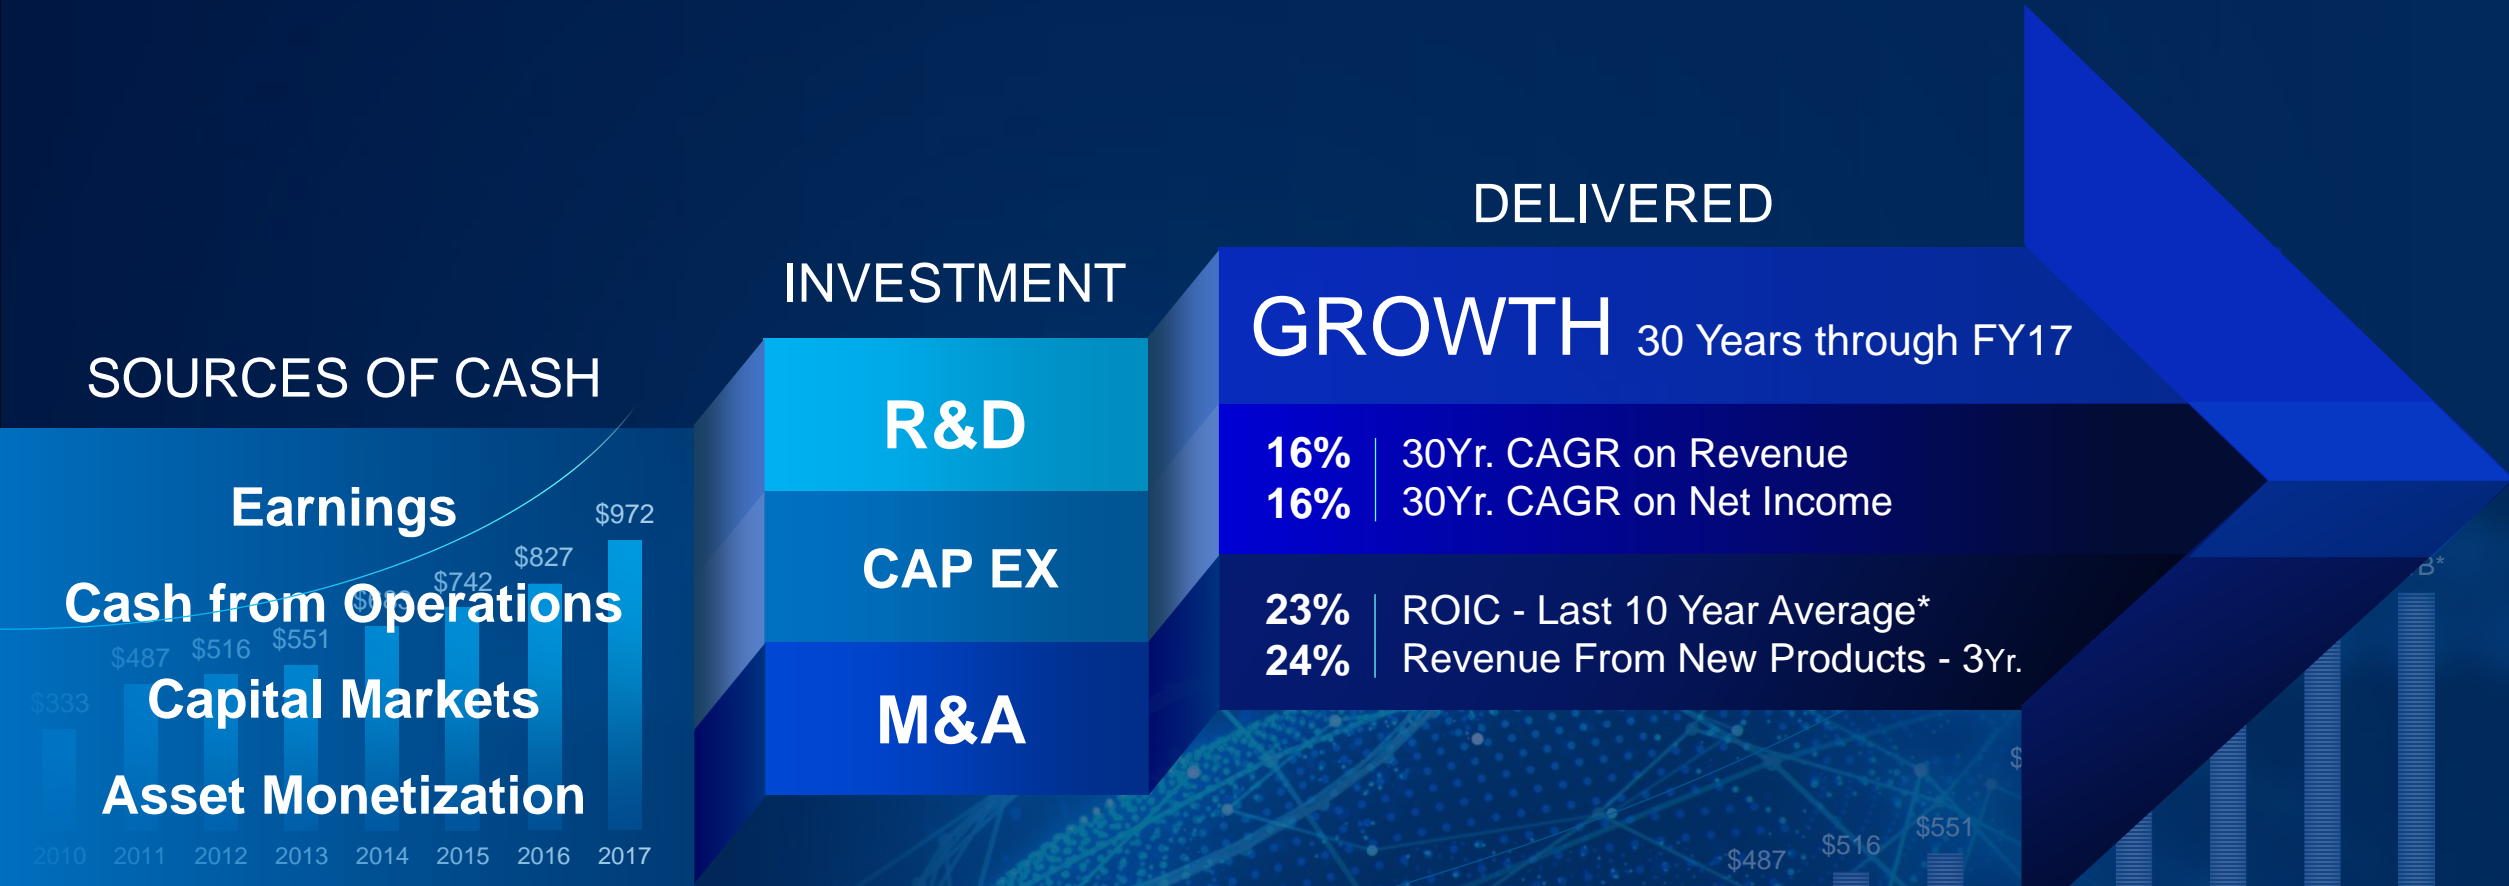 DELIVERED
INVESTMENT
SOURCES OF CASH
GROWTH 30 Years through FY17
R&D
CAP EX
M&A
16% 30Yr. CAGR on Revenue
16% 30Yr. CAGR on Net Income
23% ROIC - Last 10 Year Average*
24% Revenue From New Products - 3Yr.
Earnings
Cash from Operations
Capital Markets
Asset Monetization
$333
$487
$516
$551
$742
$827
$972
2010 2011 2012 2013 2014 2015 2016 2017
$487
$516
$551
$
B*